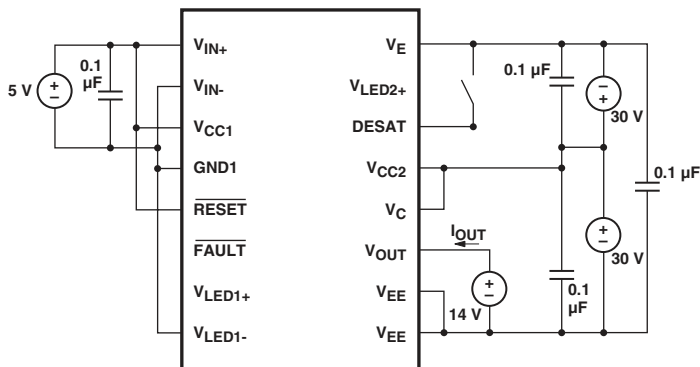 V_IN+
V_IN-
V_CC1
GND1
RESET
FAULT
V_LED1+
V_LED1-
V_E
V_LED2+
DESAT
V_CC2
V_C
V_OUT
V_EE
V_EE
5 V
0.1
µF
0.1 µF
30 V
0.1 µF
30 V
0.1
µF
I_OUT
14 V